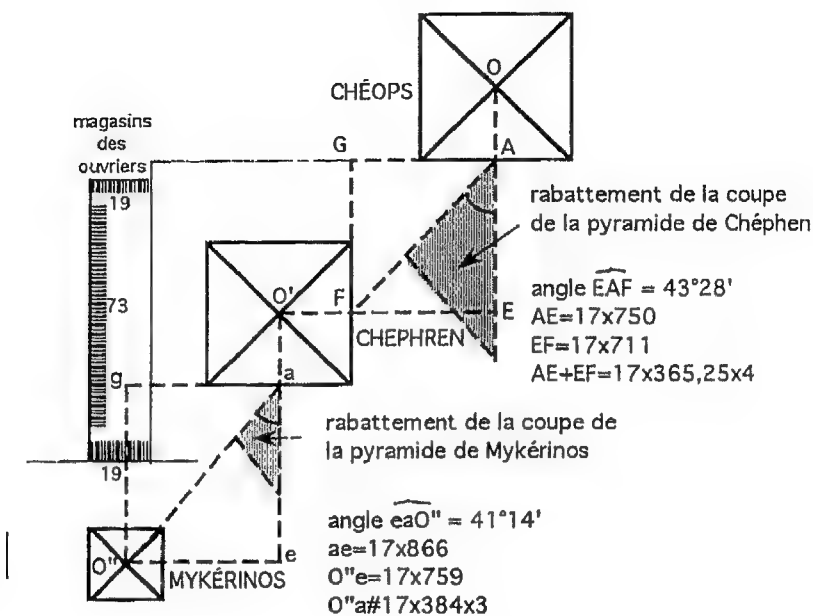 O
CHÉOPS
magasins
des
ouvriers
G
A
19
rabattement de la coupe
de la pyramide de Chéphen
73
O'
F
E
angle EAF = 43°28'
AE=17x750
CHEPHREN
EF=17x711
AE+EF=17x365,25x4
g
a
rabattement de la coupe de
la pyramide de Mykérinos
19
angle eaO" = 41°14'
ae=17x866
O"
e
MYKÉRINOS
O"e=17x759
O"a#17x384x3